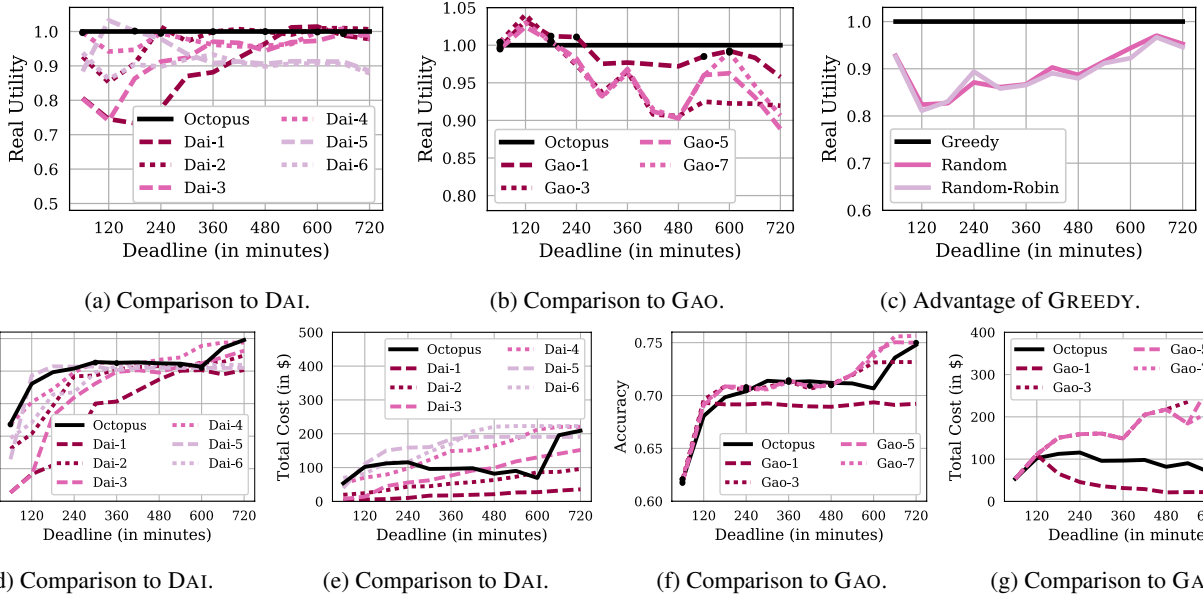 1.0
0.9
0.8
0.7
0.6
0.5
Real Utility
Octopus
Dai-1
Dai-2
Dai-3
Dai-4
Dai-5
Dai-6
120 240 360 480 600 720
Deadline (in minutes)
(a) Comparison to DAI.
1.05
1.00
0.95
0.90
0.85
0.80
Real Utility
Octopus
Gao-1
Gao-3
Gao-5
Gao-7
120 240 360 480 600 720
Deadline (in minutes)
(b) Comparison to GAO.
1.0
0.9
0.8
0.7
0.6
Real Utility
Greedy
Random
Random-Robin
120 240 360 480 600 720
Deadline (in minutes)
(c) Advantage of GREEDY.
Octopus
Dai-1
Dai-2
Dai-3
Dai-4
Dai-5
Dai-6
120 240 360 480 600 720
Deadline (in minutes)
d) Comparison to DAI.
500
400
300
200
100
0
Total Cost (in $)
Octopus
Dai-1
Dai-2
Dai-3
Dai-4
Dai-5
Dai-6
120 240 360 480 600 720
Deadline (in minutes)
(e) Comparison to DAI.
0.75
0.70
0.65
0.60
Accuracy
Octopus
Gao-1
Gao-3
Gao-5
Gao-7
120 240 360 480 600 720
Deadline (in minutes)
(f) Comparison to GAO.
400
300
200
100
0
Total Cost (in $)
Octopus
Gao-1
Gao-3
Gao-5
Gao-7
120 240 360 480
Deadline (in minutes)
(g) Comparison to GA